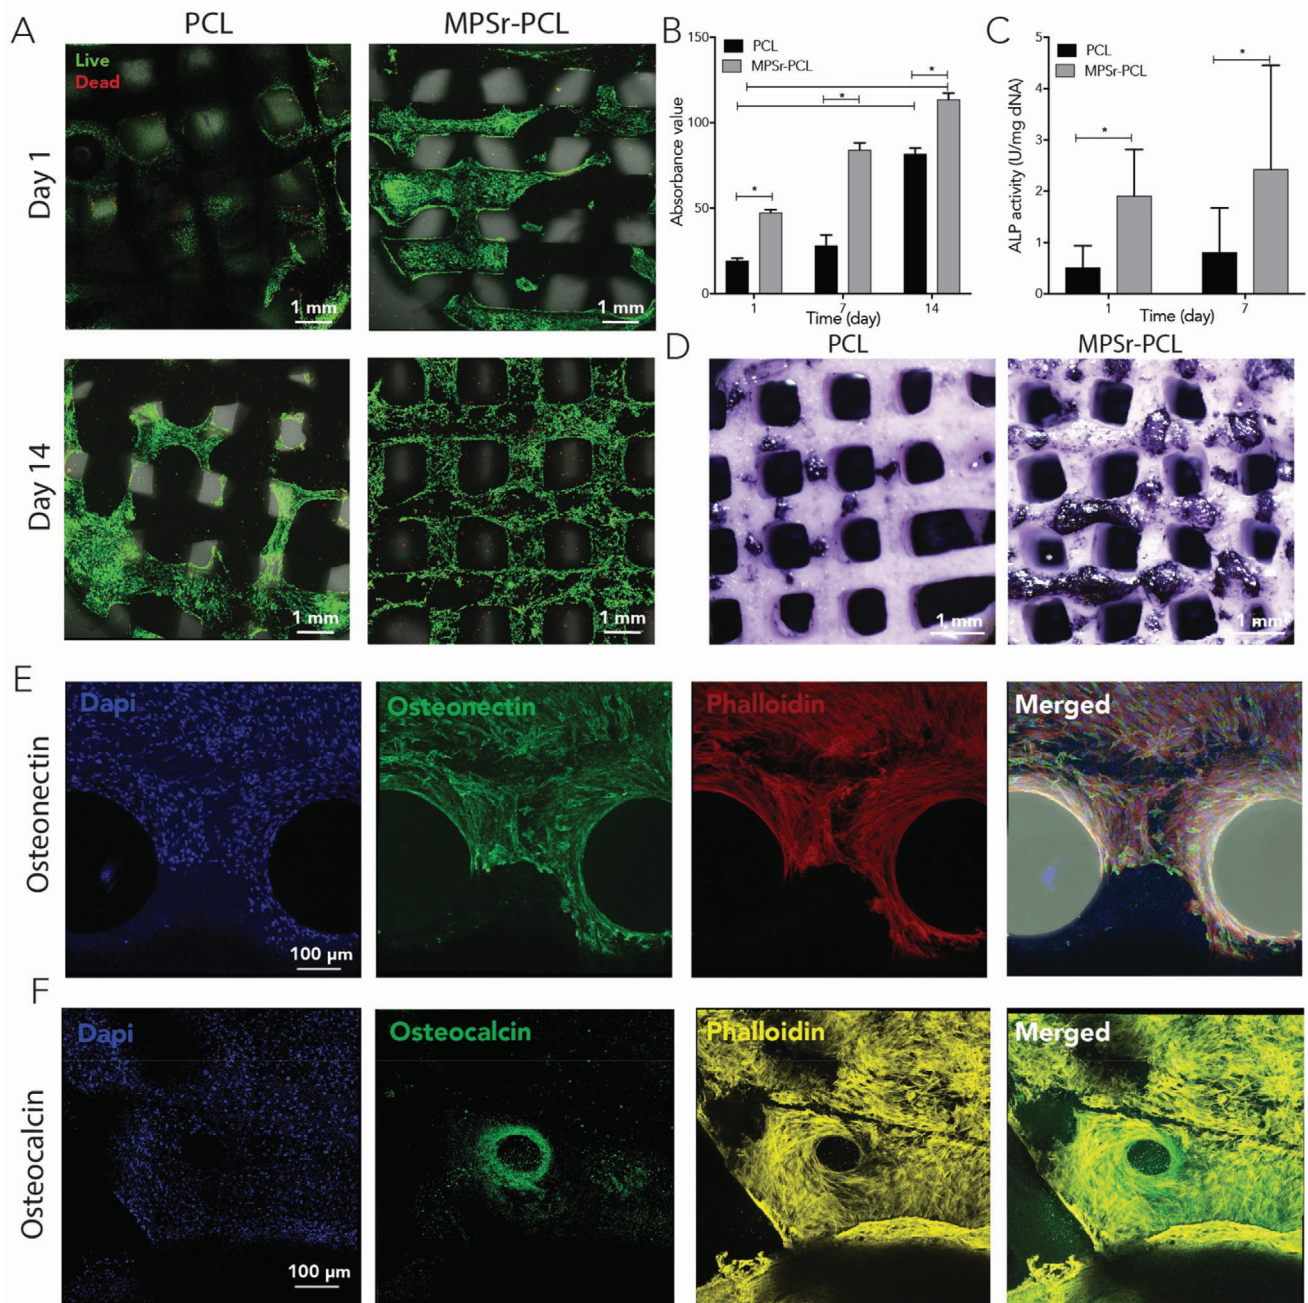 A
PCL
MPSr-PCL
Live
Dead
Day 1
1 mm
1 mm
Day 14
1 mm
1 mm
B
150
100
50
0
Absorbance value
PCL
MPSr-PCL
*
*
*
*
1
7
14
Time (day)
C
5
4
3
2
1
0
ALP activity (U/mg dNA)
PCL
MPSr-PCL
*
*
1
7
Time (day)
D
PCL
MPSr-PCL
1 mm
1 mm
E
Osteonectin
Dapi
Osteonectin
Phalloidin
Merged
100 µm
F
Osteocalcin
Dapi
Osteocalcin
Phalloidin
Merged
100 µm